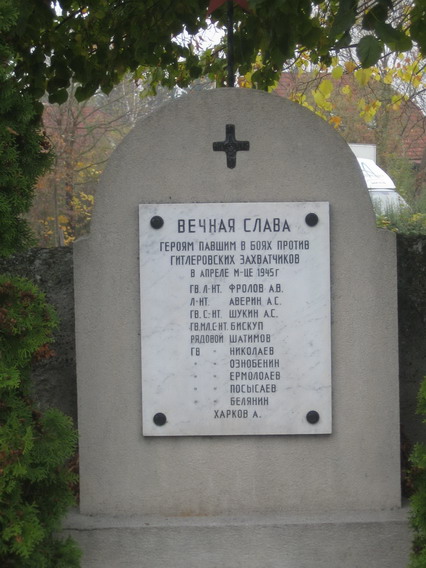 ВЕЧНАЯ СЛАВА
ГЕРОЯМ ПАВШИМ В БОЯХ ПРОТИВ
ГИТЛЕРОВСКИХ ЗАХВАТЧИКОВ
В АПРЕЛЕ М-ЦЕ 1945 Г
ГВ. Л-НТ. ФРОЛОВ А.В.
Л-НТ. АВЕРИН А.С.
ГВ. С-НТ. ШУКИН А.С.
ГВ. МЛ. С-НТ. БИСКУП
РЯДОВОЙ ШАТИМОВ
ГВ " НИКОЛАЕВ
" " ОЗНОБЕНИН
" " ЕРМОЛОАЕВ
" " ПОСЫСАЕВ
" " БЕЛЯНИН
ХАРКОВ А.